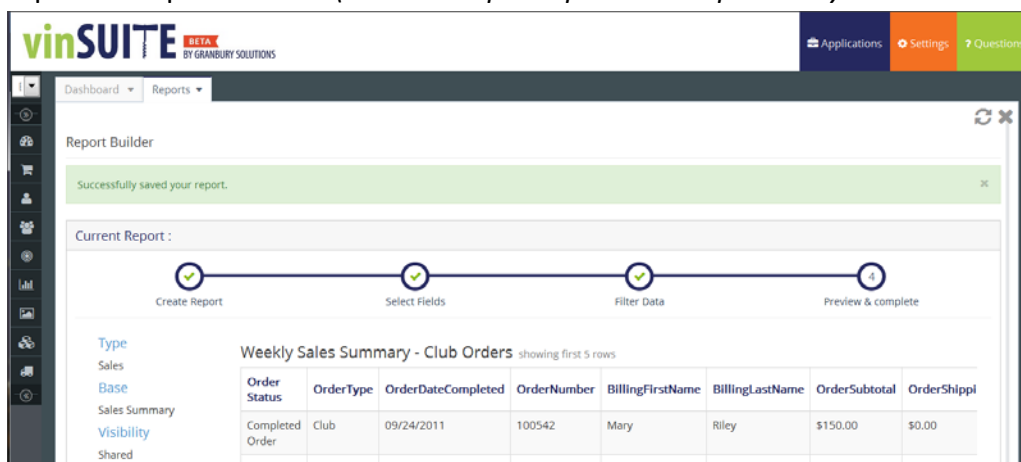 vinSUITE BETA
BY GRANBURY SOLUTIONS
Applications Settings ? Question
Dashboard Reports
Report Builder
Successfully saved your report.
Current Report :
4
Create Report Select Fields Filter Data Preview & complete
Type
Sales
Base
Sales Summary
Visibility
Shared
Weekly Sales Summary - Club Orders showing first 5 rows
Order Status OrderType OrderDateCompleted OrderNumber BillingFirstName BillingLastName OrderSubtotal OrderShippi
Completed Order Club 09/24/2011 100542 Mary Riley $150.00 $0.00